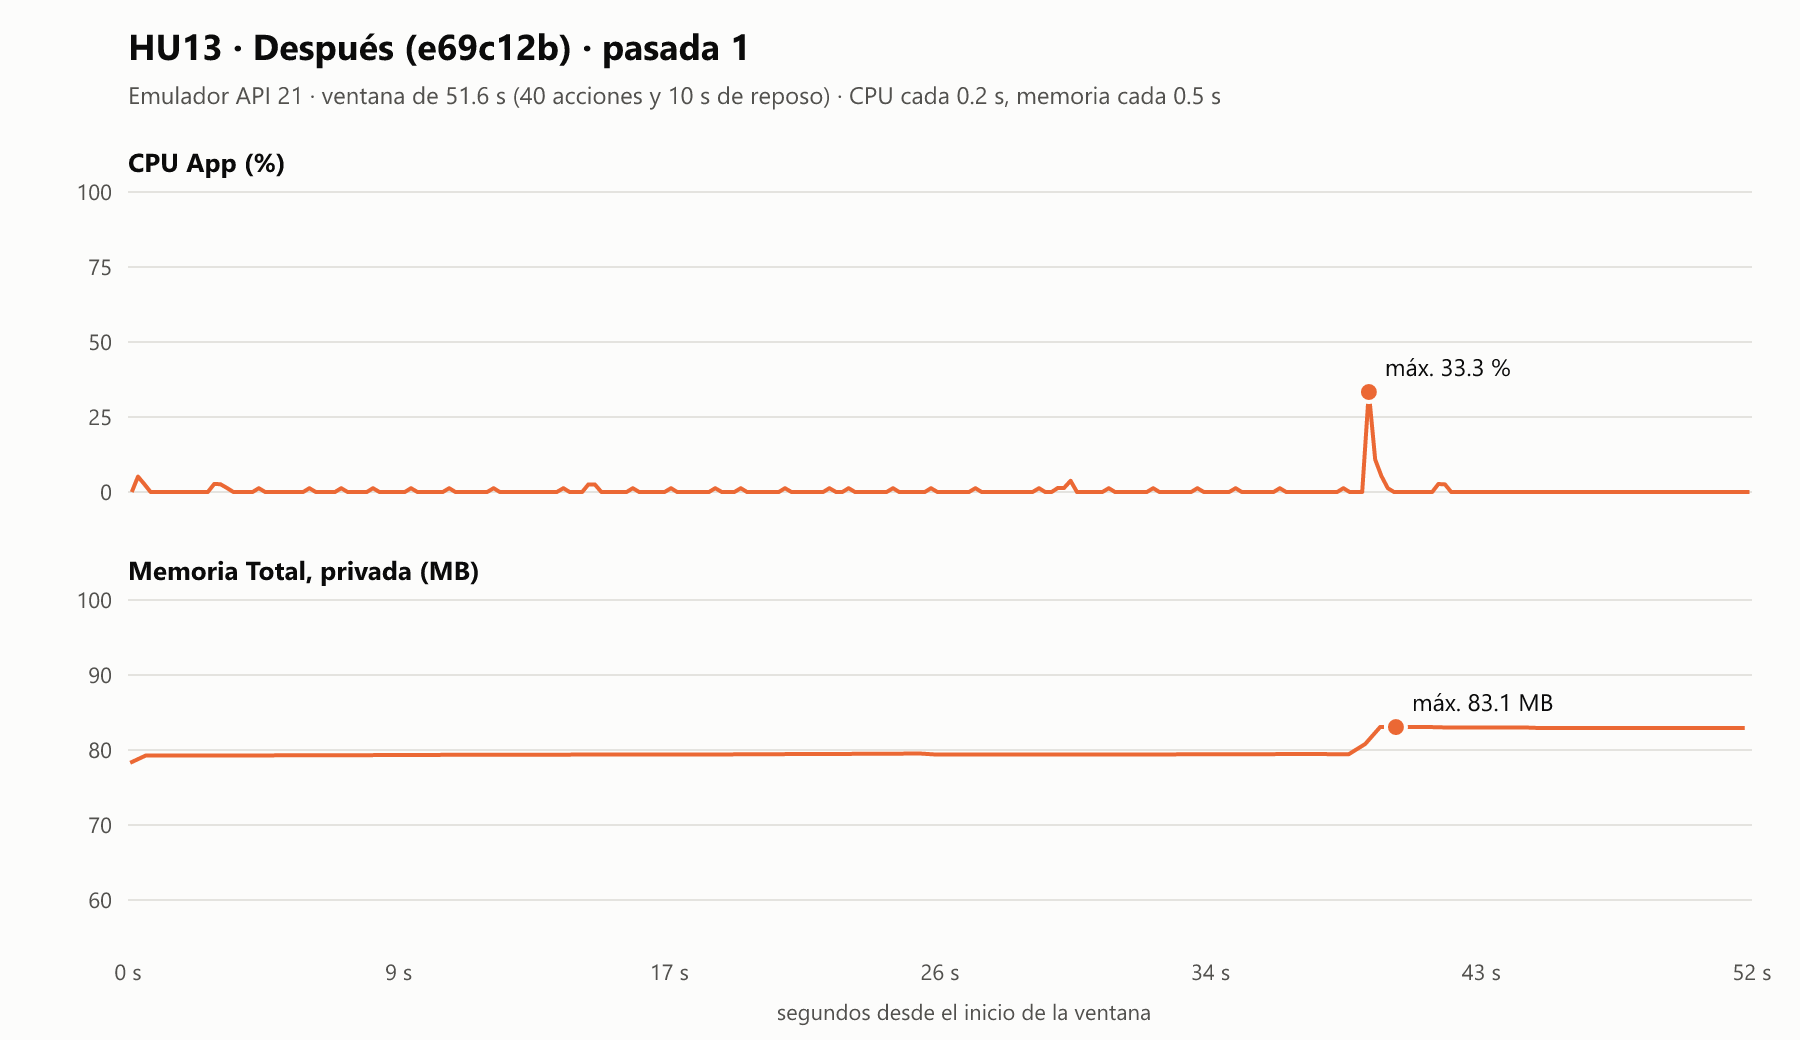 HU13 · Después (e69c12b) · pasada 1
Emulador API 21 · ventana de 51.6 s (40 acciones y 10 s de reposo) · CPU cada 0.2 s, memoria cada 0.5 s
CPU App (%)
100
75
50
máx. 33.3 %
25
0
Memoria Total, privada (MB)
100
90
máx. 83.1 MB
80
70
60
0 s 9 s 17 s 26 s 34 s 43 s 52 s
segundos desde el inicio de la ventana